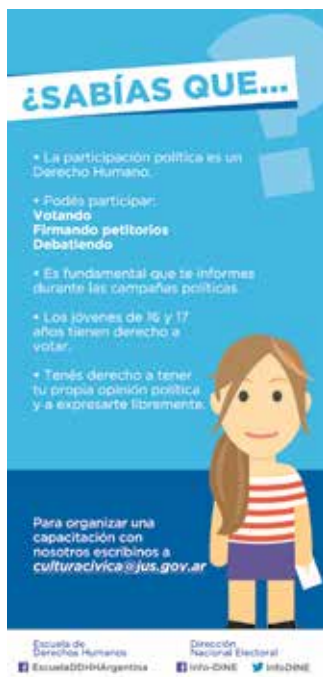 ¿SABÍAS QUE...
• La participación política es un
Derecho Humano.
• Podés participar:
Votando
Firmando petitorios
Debatiendo
• Es fundamental que te informes
durante las campañas políticas.
• Los jóvenes de 16 y 17
años tienen derecho a
votar.
• Tenés derecho a tener
tu propia opinión política
y a expresarte libremente.
Para organizar una
capacitación con
nosotros escribinos a
culturacivica@jus.gov.ar
Escuela de
Derechos Humanos
EscuelaDDHHArgentina
Dirección
Nacional Electoral
Info-DINE
InfoDINE